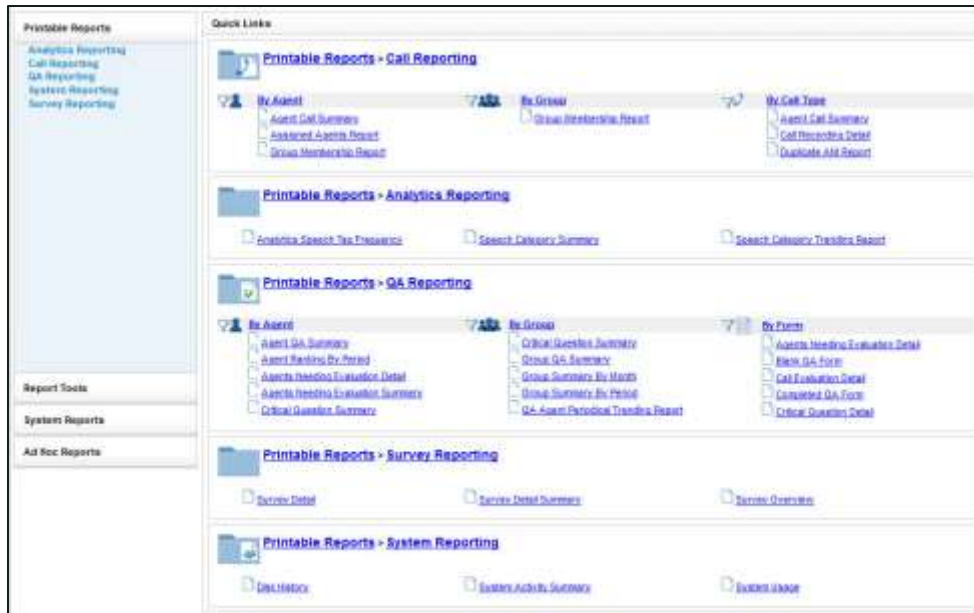 Printable Reports
Analytics Reporting
Call Reporting
QA Reporting
System Reporting
Survey Reporting
Report Tools
System Reports
Ad Hoc Reports
Quick Links
Printable Reports > Call Reporting
By Agent
Agent Call Summary
Assigned Agents Report
Group Membership Report
By Group
Group Membership Report
By Call Type
Agent Call Summary
Call Recording Detail
Duplicate ANI Report
Printable Reports > Analytics Reporting
Analytics Speech Tag Frequency
Speech Category Summary
Speech Category Trending Report
Printable Reports > QA Reporting
By Agent
Agent QA Summary
Agent Ranking By Period
Agents Needing Evaluation Detail
Agents Needing Evaluation Summary
Critical Question Summary
By Group
Critical Question Summary
Group QA Summary
Group Summary By Month
Group Summary By Period
QA Agent Periodical Trending Report
By Form
Agents Needing Evaluation Detail
Blank QA Form
Call Evaluation Detail
Completed QA Form
Critical Question Detail
Printable Reports > Survey Reporting
Survey Detail
Survey Detail Summary
Survey Overview
Printable Reports > System Reporting
Disk History
System Activity Summary
System Usage